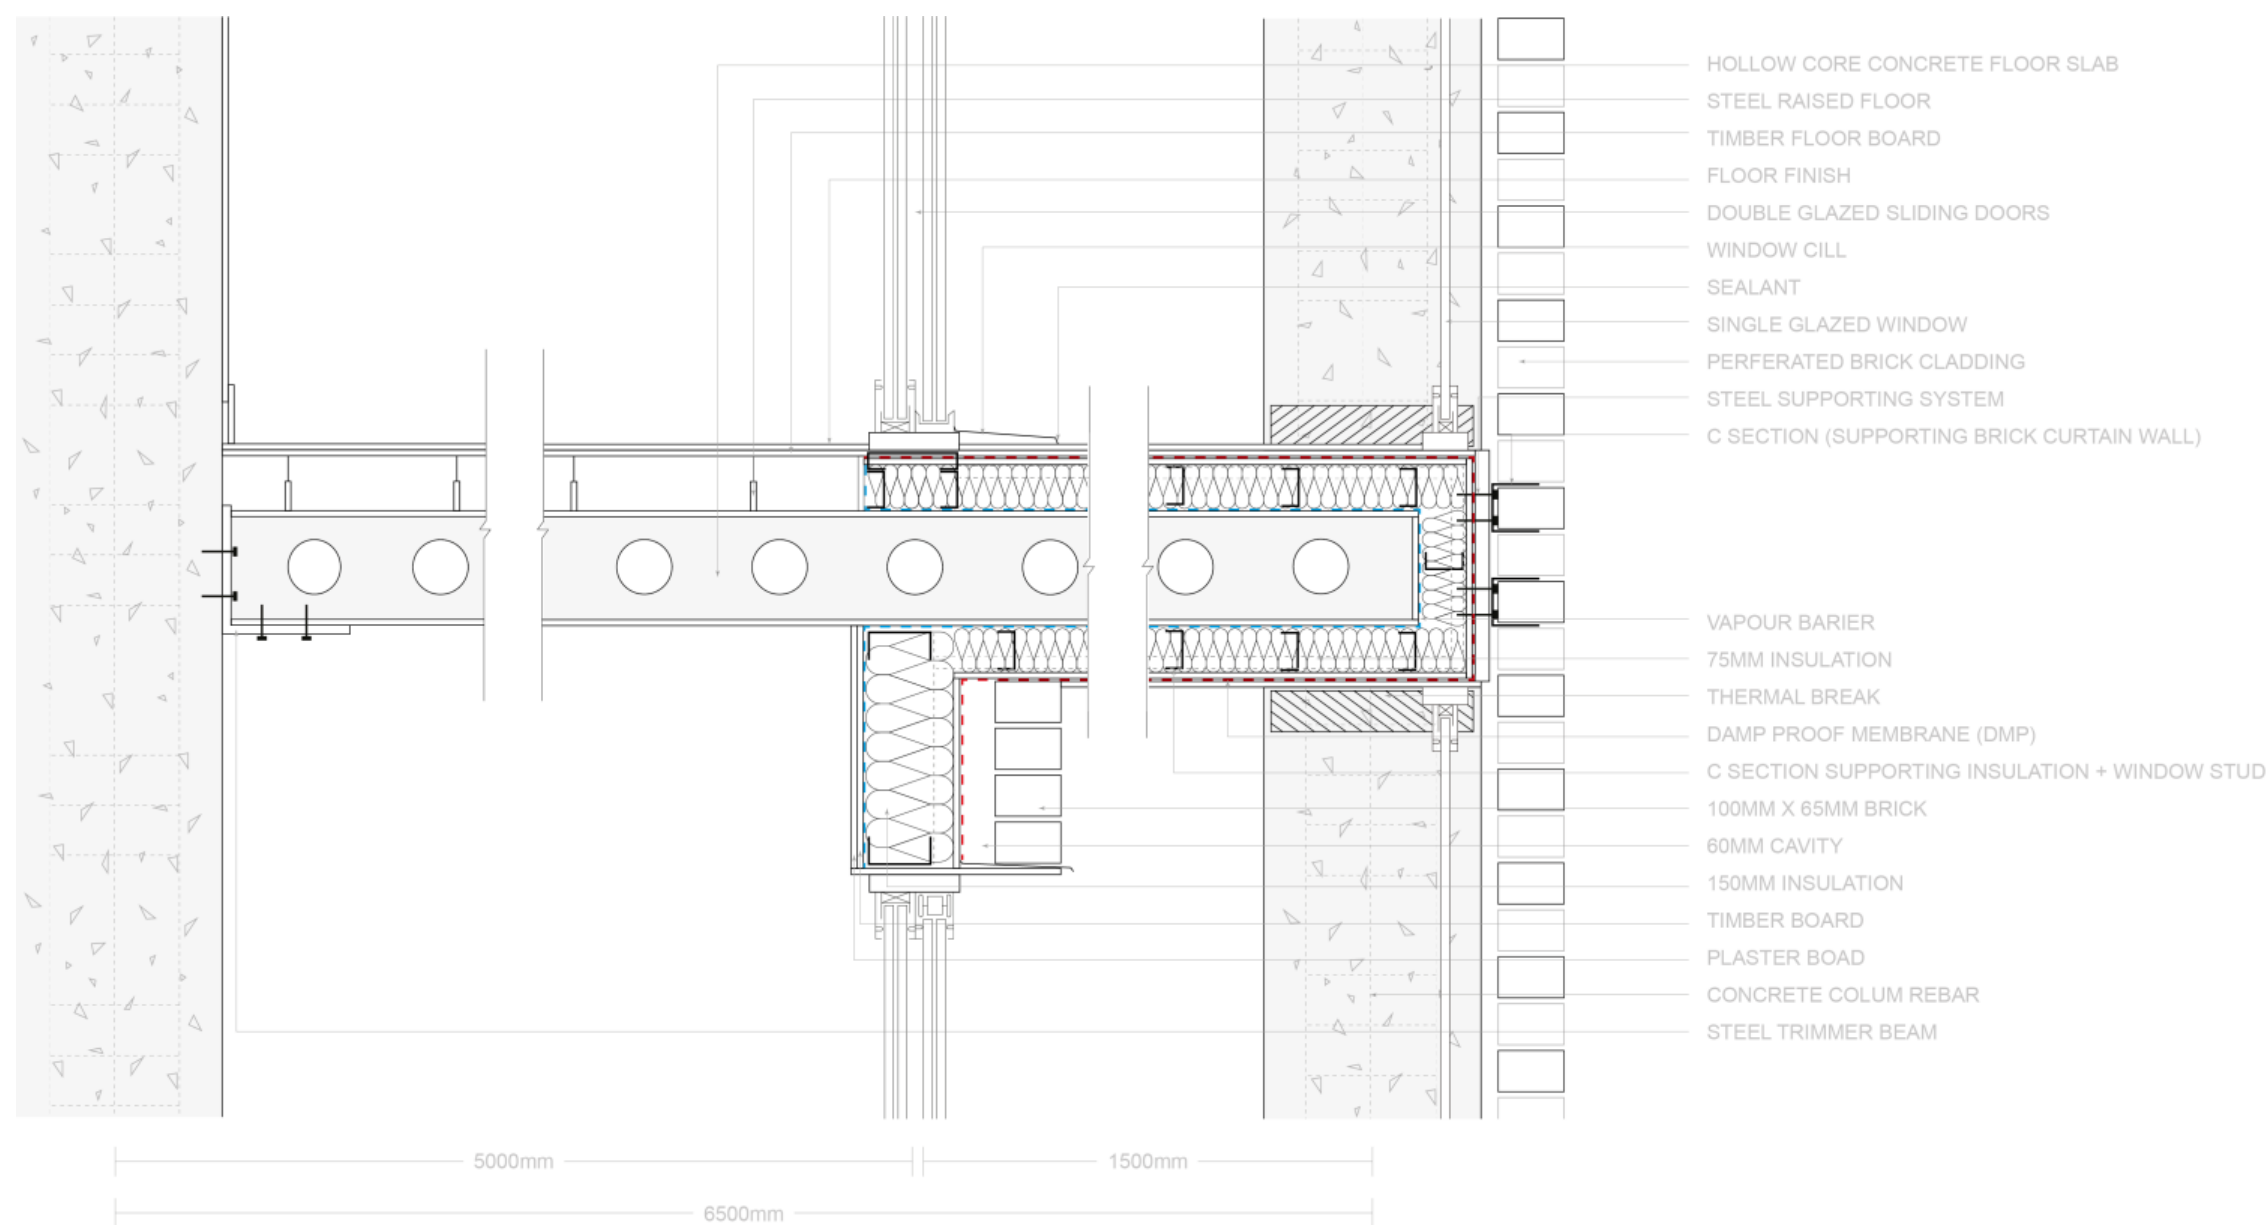 HOLLOW CORE CONCRETE FLOOR SLAB
STEEL RAISED FLOOR
TIMBER FLOOR BOARD
FLOOR FINISH
DOUBLE GLAZED SLIDING DOORS
WINDOW CILL
SEALANT
SINGLE GLAZED WINDOW
PERFERATED BRICK CLADDING
STEEL SUPPORTING SYSTEM
C SECTION (SUPPORTING BRICK CURTAIN WALL)
VAPOUR BARIER
75MM INSULATION
THERMAL BREAK
DAMP PROOF MEMBRANE (DMP)
C SECTION SUPPORTING INSULATION + WINDOW STUD
100MM X 65MM BRICK
60MM CAVITY
150MM INSULATION
TIMBER BOARD
PLASTER BOAD
CONCRETE COLUM REBAR
STEEL TRIMMER BEAM
5000mm
1500mm
6500mm